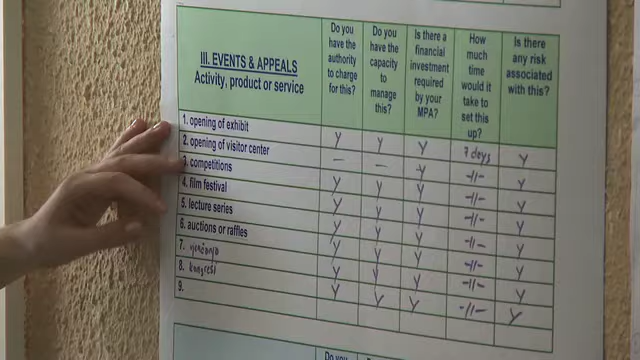 III. EVENTS & APPEALS
Activity, product or service
Do you have the authority to charge for this?
Do you have the capacity to manage this?
Is there a financial investment required by your MPA?
How much time would it take to set this up?
Is there any risk associated with this?
1. opening of exhibit Y Y Y 7 days Y
2. opening of visitor center – – Y -||- Y
3. competitions Y Y Y -||- Y
4. film festival Y Y Y -||- Y
5. lecture series Y Y Y -||- Y
6. auctions or raffles Y Y Y -||- Y
7. vjenčanja Y Y Y -||- Y
8. kongresi Y Y Y -||- Y
9.
Do you